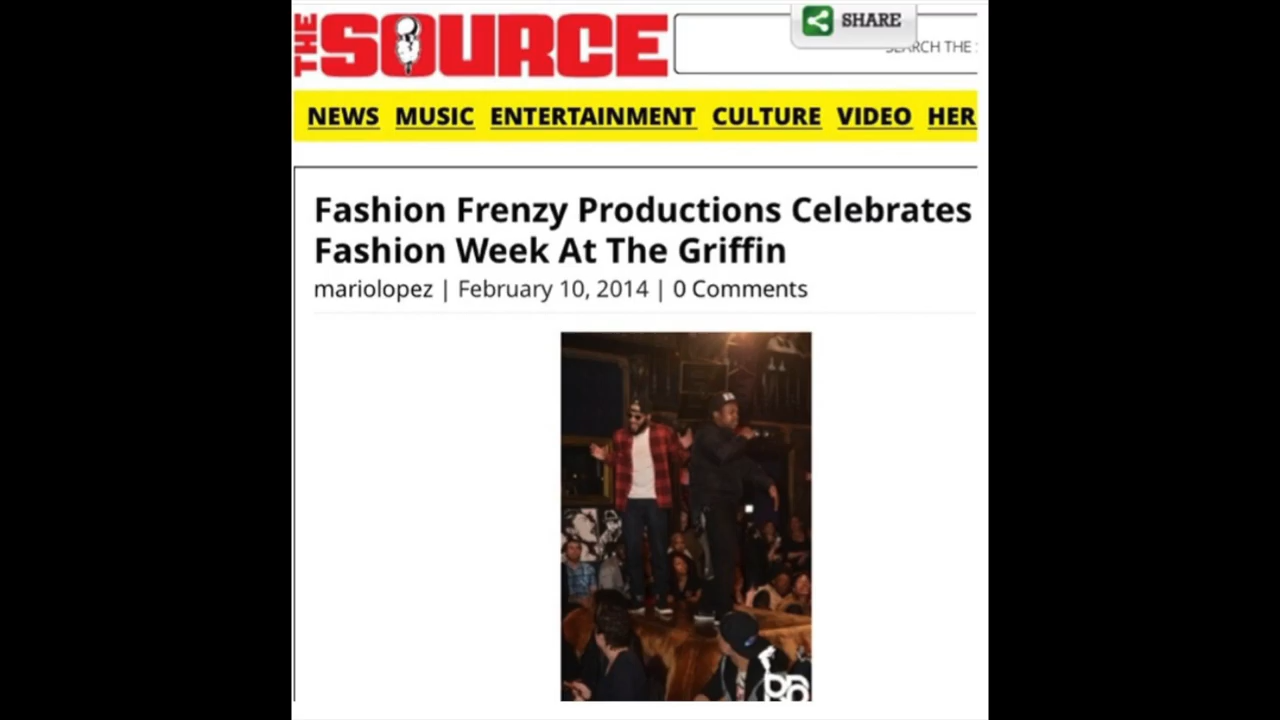 THE SOURCE
SHARE
SEARCH THE
NEWS MUSIC ENTERTAINMENT CULTURE VIDEO HER
Fashion Frenzy Productions Celebrates
Fashion Week At The Griffin
mariolopez | February 10, 2014 | 0 Comments